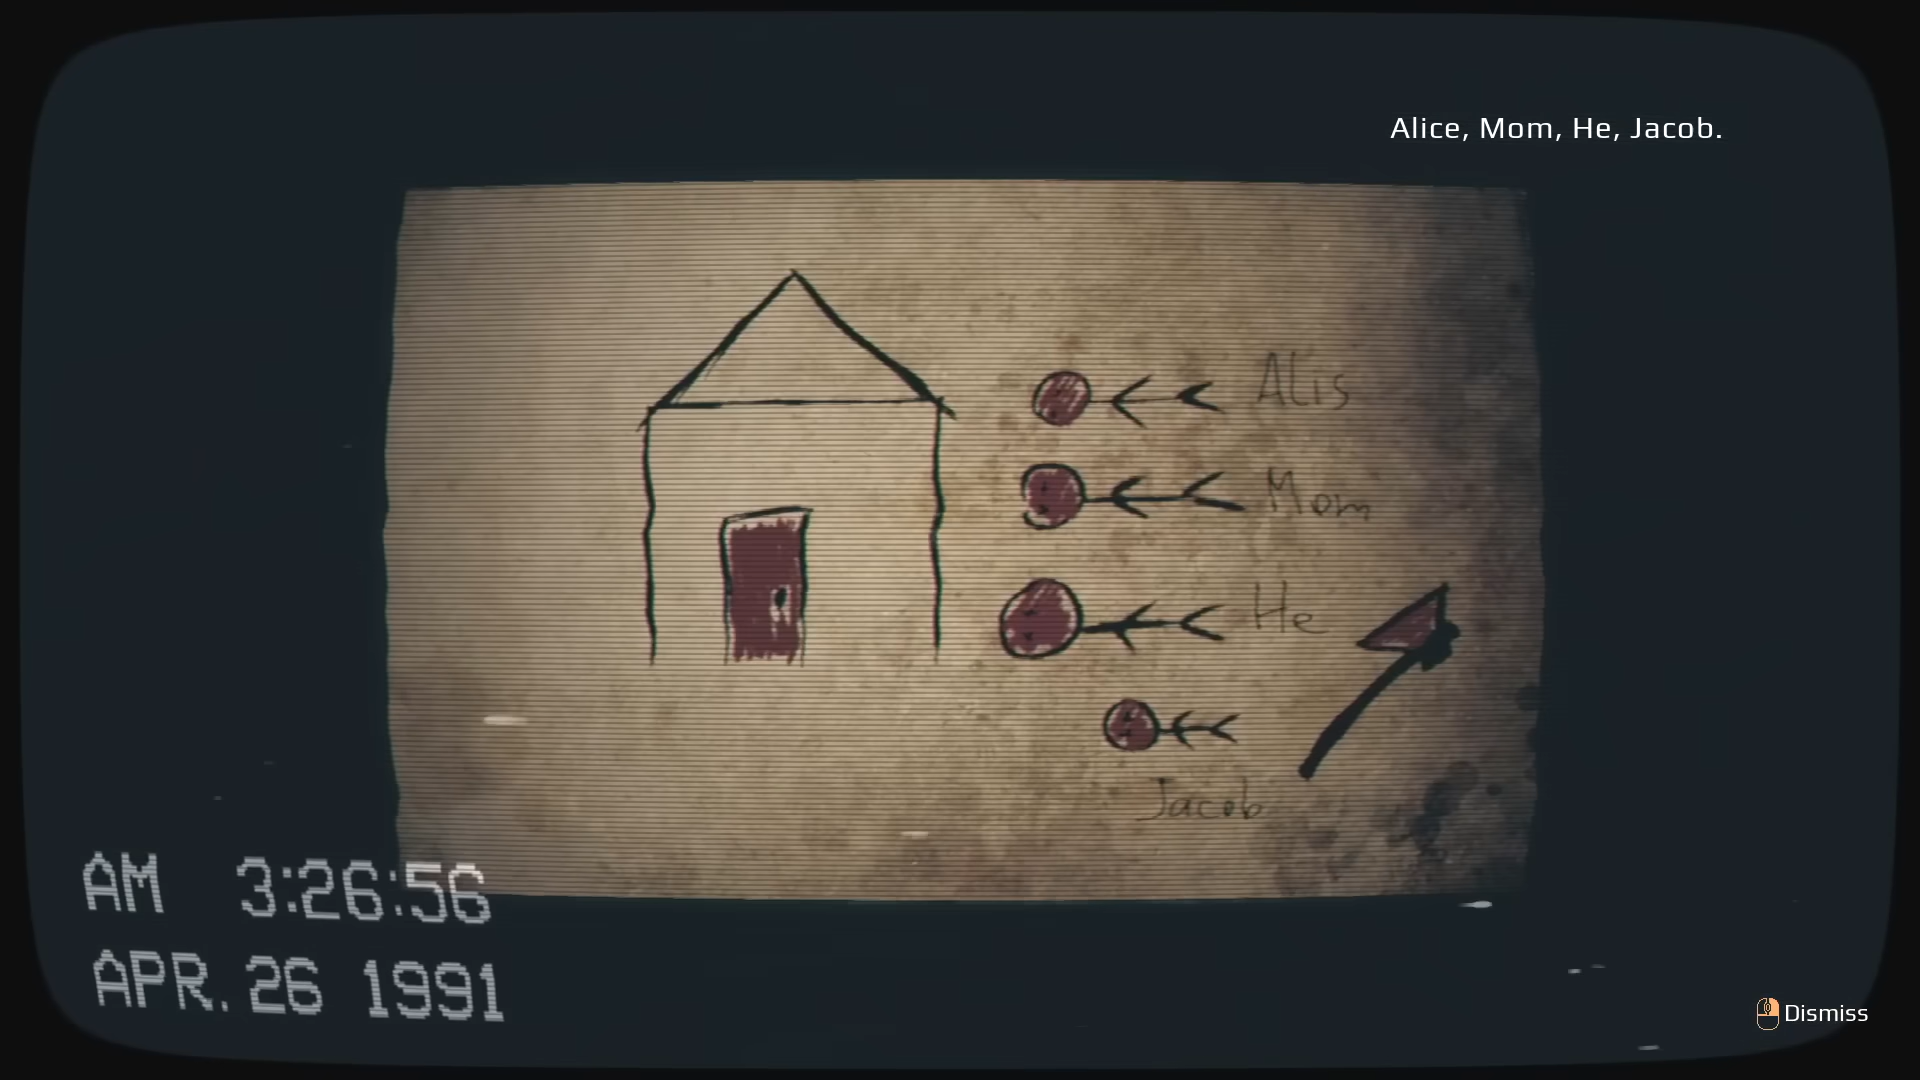 Alice, Mom, He, Jacob.
Alis
Mom
He
Jacob
AM 3:26:56
APR. 26 1991
Dismiss